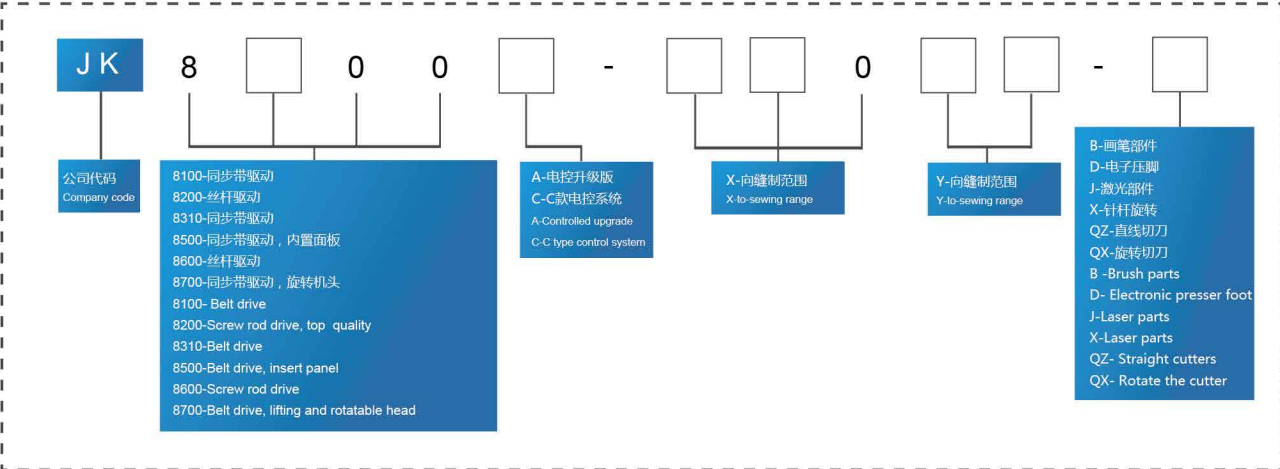 JK 8 0 0 - 0 -
公司代码
Company code
8100-同步带驱动
8200-丝杆驱动
8310-同步带驱动
8500-同步带驱动，内置面板
8600-丝杆驱动
8700-同步带驱动，旋转机头
8100- Belt drive
8200-Screw rod drive, top quality
8310-Belt drive
8500-Belt drive, insert panel
8600-Screw rod drive
8700-Belt drive, lifting and rotatable head
A-电控升级版
C-C款电控系统
A-Controlled upgrade
C-C type control system
X-向缝制范围
X-to-sewing range
Y-向缝制范围
Y-to-sewing range
B-画笔部件
D-电子压脚
J-激光部件
X-针杆旋转
QZ-直线切刀
QX-旋转切刀
B -Brush parts
D- Electronic presser foot
J-Laser parts
X-Laser parts
QZ- Straight cutters
QX- Rotate the cutter